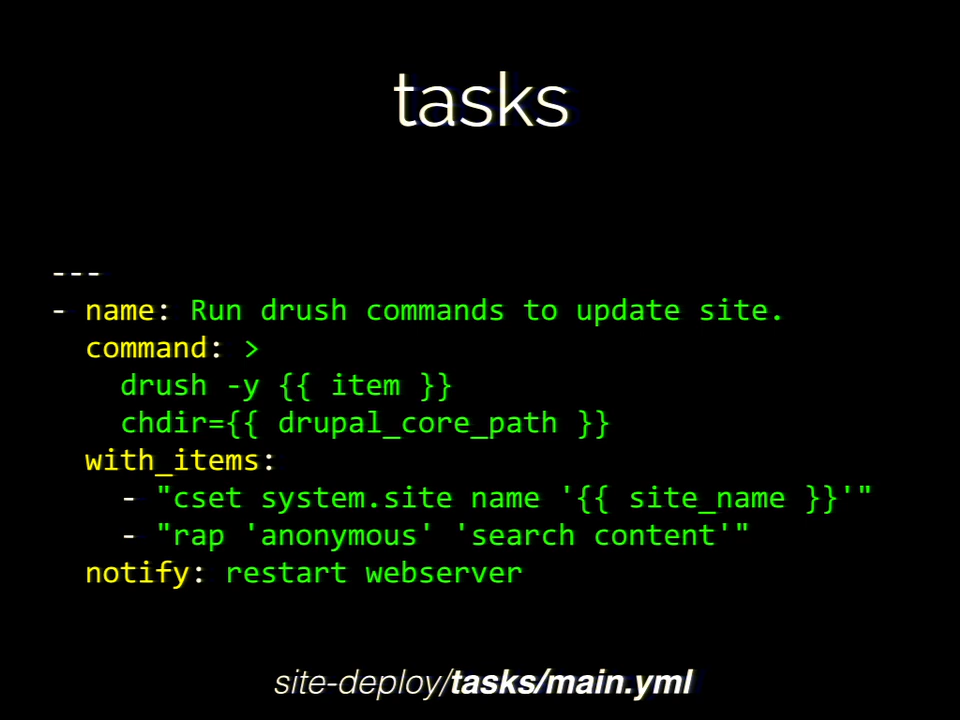 tasks
---
- name: Run drush commands to update site.
  command: >
    drush -y {{ item }}
    chdir={{ drupal_core_path }}
  with_items:
    - "cset system.site name '{{ site_name }}'"
    - "rap 'anonymous' 'search content'"
  notify: restart webserver
site-deploy/tasks/main.yml